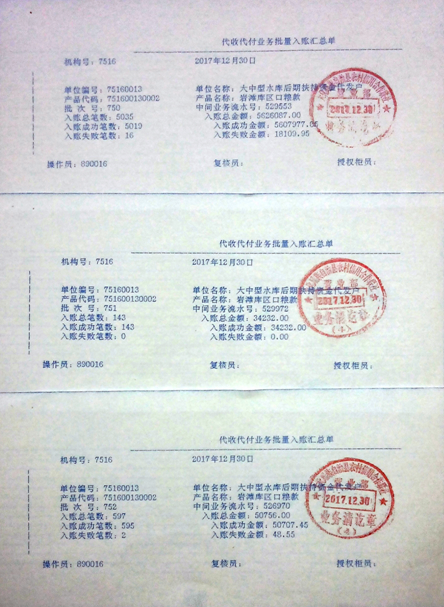 代收代付业务批量入账汇总单
机构号：7516 2017年12月30日
单位编号：75160013 单位名称：大中型水库后期扶持资金代发户
产品代码：751600130002 产品名称：岩滩库区口粮款
批 次 号：750 中间业务流水号：529553
入账总笔数：5035 入账总金额：5626087.00
入账成功笔数：5019 入账成功金额：5607977.05
入账失败笔数：16 入账失败金额：18109.95
2017.12.30
业务清讫章
操作员：890016 复核员： 授权柜员：
代收代付业务批量入账汇总单
机构号：7516 2017年12月30日
单位编号：75160013 单位名称：大中型水库后期扶持资金代发户
产品代码：751600130002 产品名称：岩滩库区口粮款
批 次 号：751 中间业务流水号：529972
入账总笔数：143 入账总金额：34232.00
入账成功笔数：143 入账成功金额：34232.00
入账失败笔数：0 入账失败金额：0.00
2017.12.30
业务清讫章
(4)
操作员：890016 复核员： 授权柜员：
代收代付业务批量入账汇总单
机构号：7516 2017年12月30日
单位编号：75160013 单位名称：大中型水库后期扶持资金代发户
产品代码：751600130002 产品名称：岩滩库区口粮款
批 次 号：752 中间业务流水号：526970
入账总笔数：597 入账总金额：50756.00
入账成功笔数：595 入账成功金额：50707.45
入账失败笔数：2 入账失败金额：48.55
2017.12.30
业务清讫章
(4)
操作员：890016 复核员： 授权柜员：